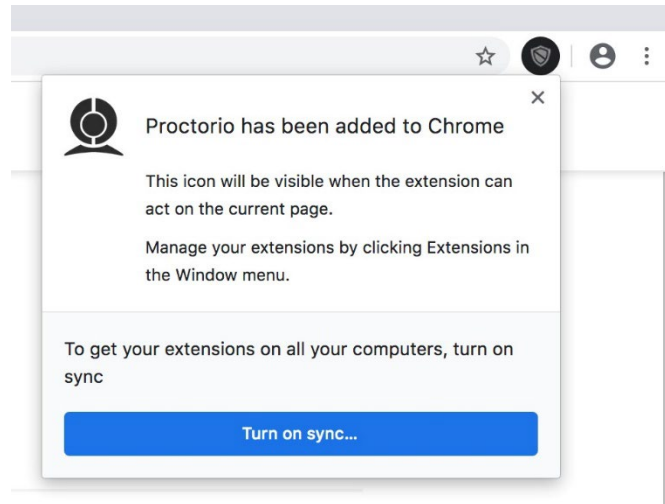 Proctorio has been added to Chrome
This icon will be visible when the extension can
act on the current page.
Manage your extensions by clicking Extensions in
the Window menu.
To get your extensions on all your computers, turn on
sync
Turn on sync...